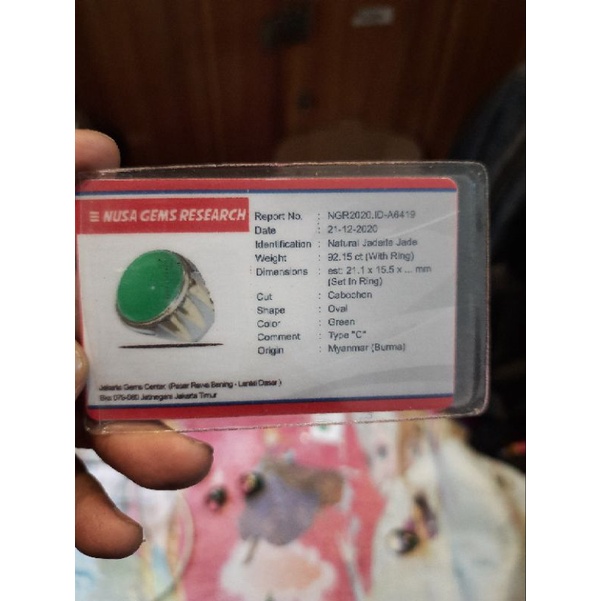 NUSA GEMS RESEARCH
Report No. : NGR2020.ID-A6419
Date : 21-12-2020
Identification : Natural Jadeite Jade
Weight : 92.15 ct (With Ring)
Dimensions : est: 21.1 x 15.5 x ... mm
(Set In Ring)
Cut : Cabochon
Shape : Oval
Color : Green
Comment : Type "C"
Origin : Myanmar (Burma)
Jakarta Gems Center (Pasar Rawa Bening - Lantai Dasar)
Jatinegara Jakarta Timur